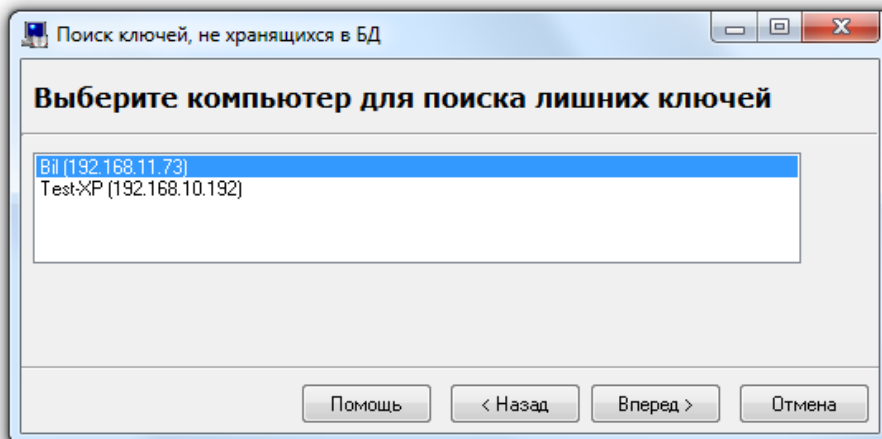 Поиск ключей, не хранящихся в БД
Выберите компьютер для поиска лишних ключей
Bil (192.168.11.73)
Test-XP (192.168.10.192)
Помощь
< Назад
Вперед >
Отмена